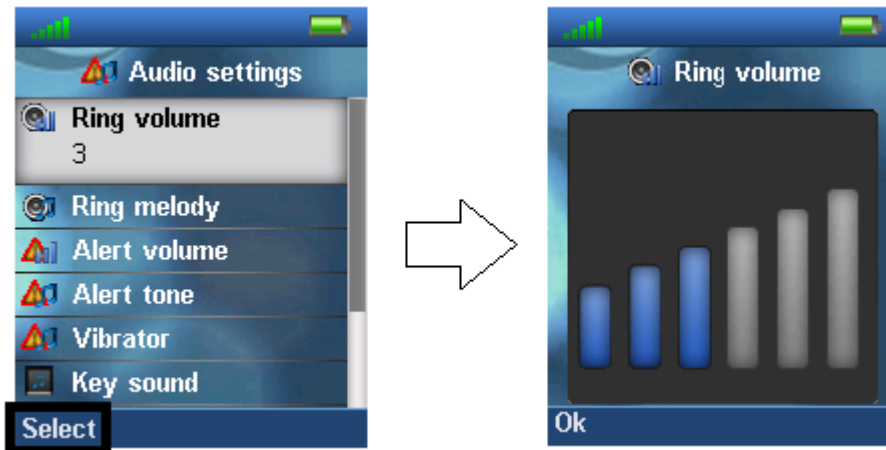 Audio settings
Ring volume
3
Ring melody
Alert volume
Alert tone
Vibrator
Key sound
Select
Ring volume
Ok